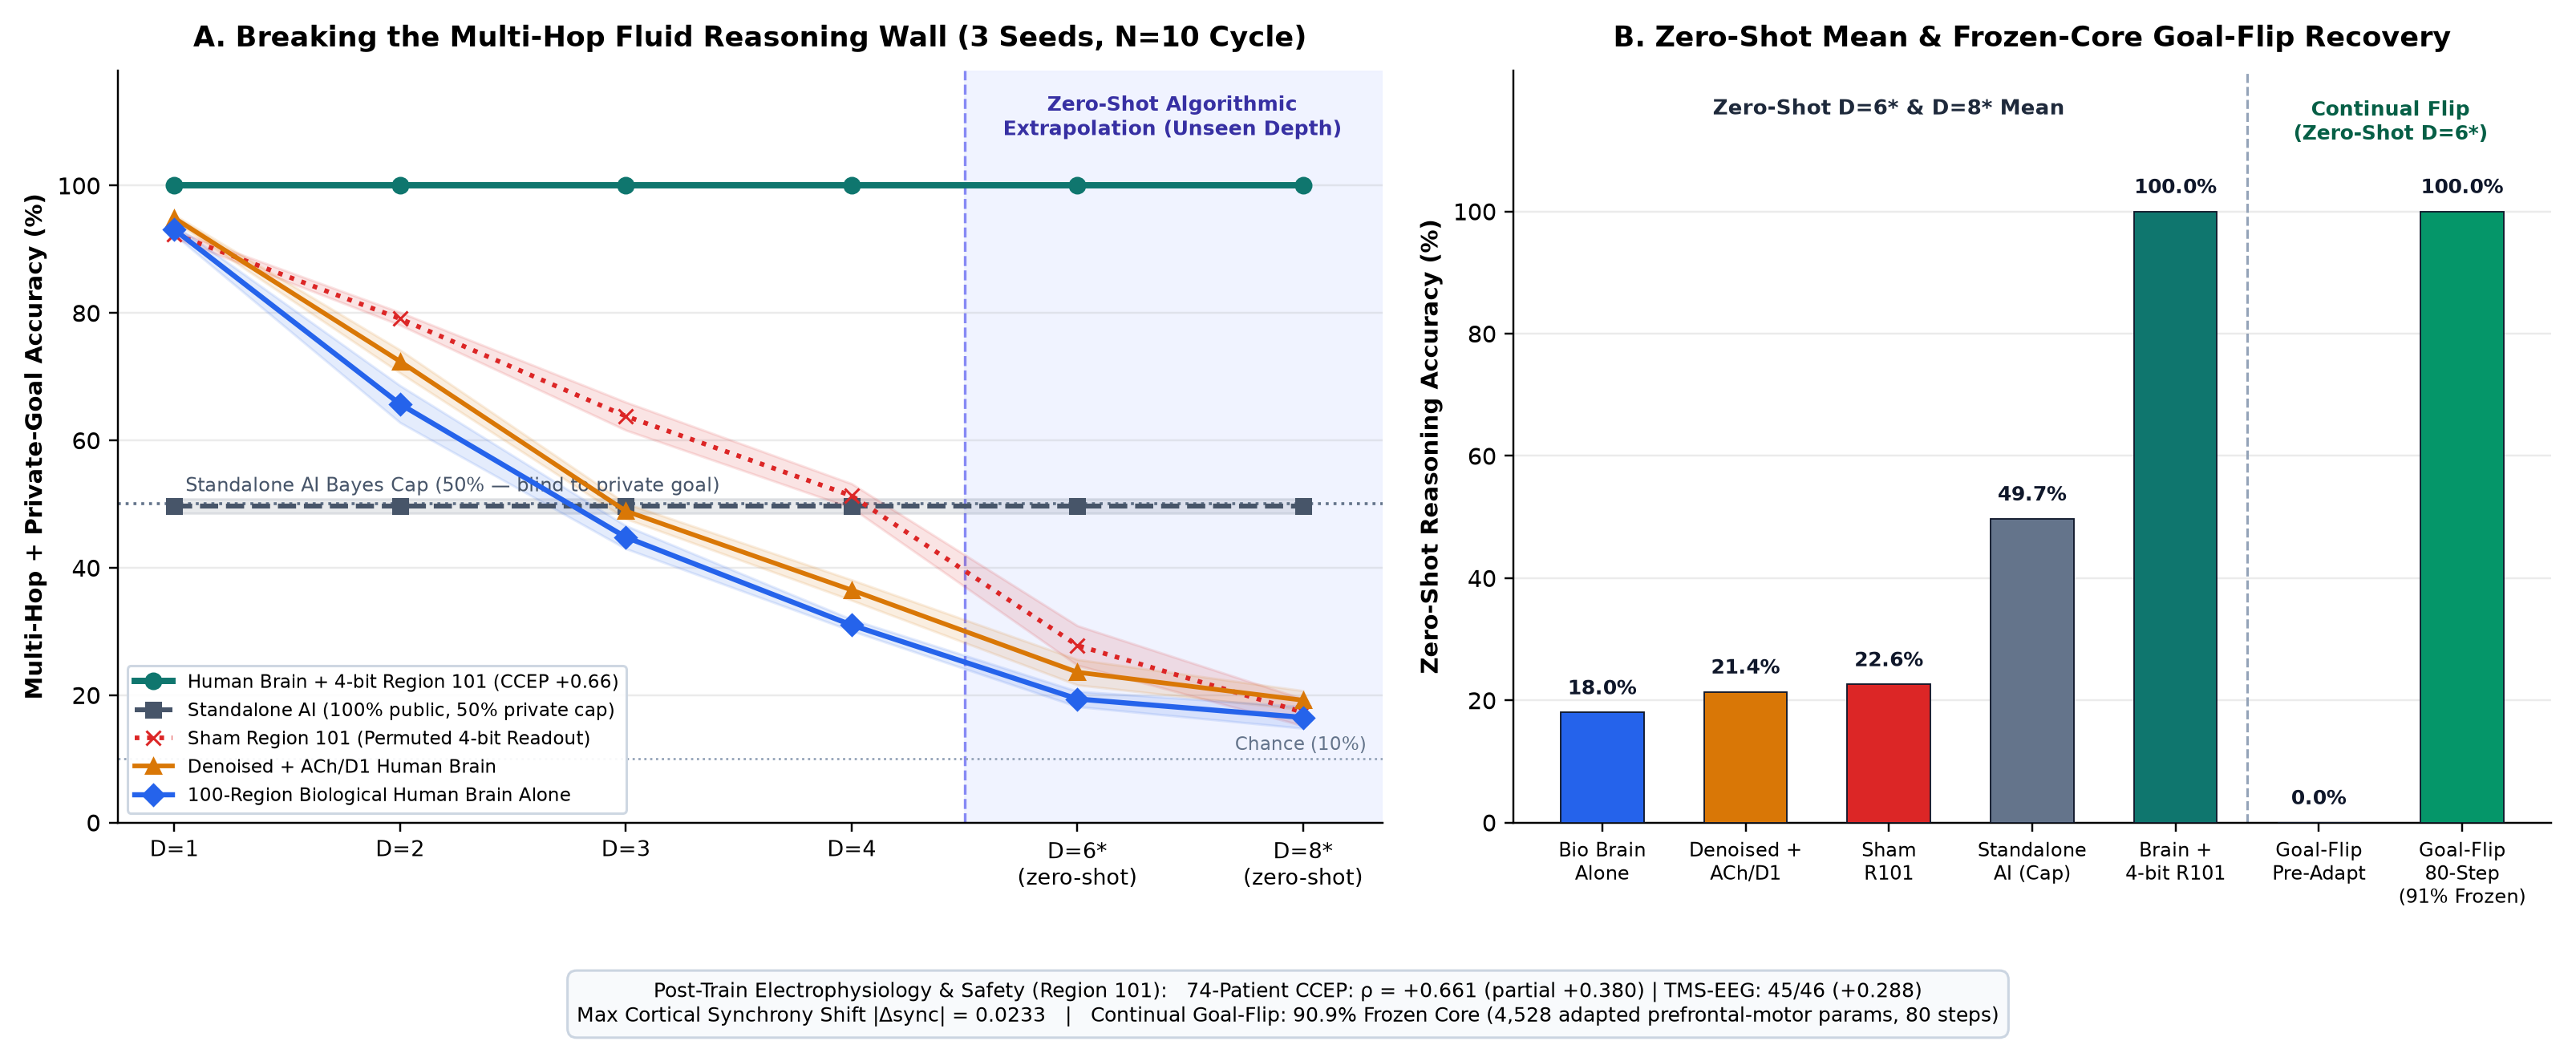 A. Breaking the Multi-Hop Fluid Reasoning Wall (3 Seeds, N=10 Cycle)
Multi-Hop + Private-Goal Accuracy (%)
100
80
60
40
20
0
Zero-Shot Algorithmic
Extrapolation (Unseen Depth)
Standalone AI Bayes Cap (50% — blind to private goal)
Chance (10%)
Human Brain + 4-bit Region 101 (CCEP +0.66)
Standalone AI (100% public, 50% private cap)
Sham Region 101 (Permuted 4-bit Readout)
Denoised + ACh/D1 Human Brain
100-Region Biological Human Brain Alone
D=1
D=2
D=3
D=4
D=6*
(zero-shot)
D=8*
(zero-shot)
B. Zero-Shot Mean & Frozen-Core Goal-Flip Recovery
Zero-Shot Reasoning Accuracy (%)
100
80
60
40
20
0
Zero-Shot D=6* & D=8* Mean
Continual Flip
(Zero-Shot D=6*)
18.0%
21.4%
22.6%
49.7%
100.0%
0.0%
100.0%
Bio Brain
Alone
Denoised +
ACh/D1
Sham
R101
Standalone
AI (Cap)
Brain +
4-bit R101
Goal-Flip
Pre-Adapt
Goal-Flip
80-Step
(91% Frozen)
Post-Train Electrophysiology & Safety (Region 101): 74-Patient CCEP: ρ = +0.661 (partial +0.380) | TMS-EEG: 45/46 (+0.288)
Max Cortical Synchrony Shift |Δsync| = 0.0233 | Continual Goal-Flip: 90.9% Frozen Core (4,528 adapted prefrontal-motor params, 80 steps)